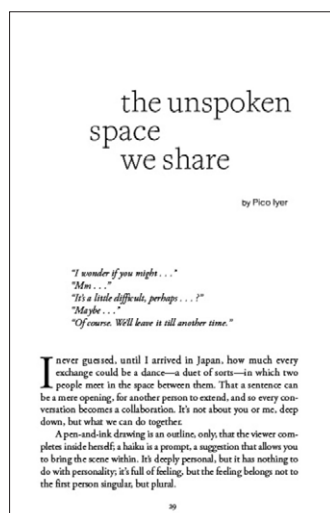 the unspoken
space
we share
by Pico Iyer
“I wonder if you might . . .”
“Mm . . .”
“It’s a little difficult, perhaps . . . ?”
“Maybe . . .”
“Of course. We’ll leave it till another time.”
I never guessed, until I arrived in Japan, how much every
exchange could be a dance—a duet of sorts—in which two
people meet in the space between them. That a sentence can
be a mere opening, for another person to extend, and so every con-
versation becomes a collaboration. It’s not about you or me, deep
down, but what we can do together.
A pen-and-ink drawing is an outline, only, that the viewer com-
pletes inside herself; a haiku is a prompt, a suggestion that allows you
to bring the scene within. It’s deeply personal, but it has nothing to
do with personality; it’s full of feeling, but the feeling belongs not to
the first person singular, but plural.
29